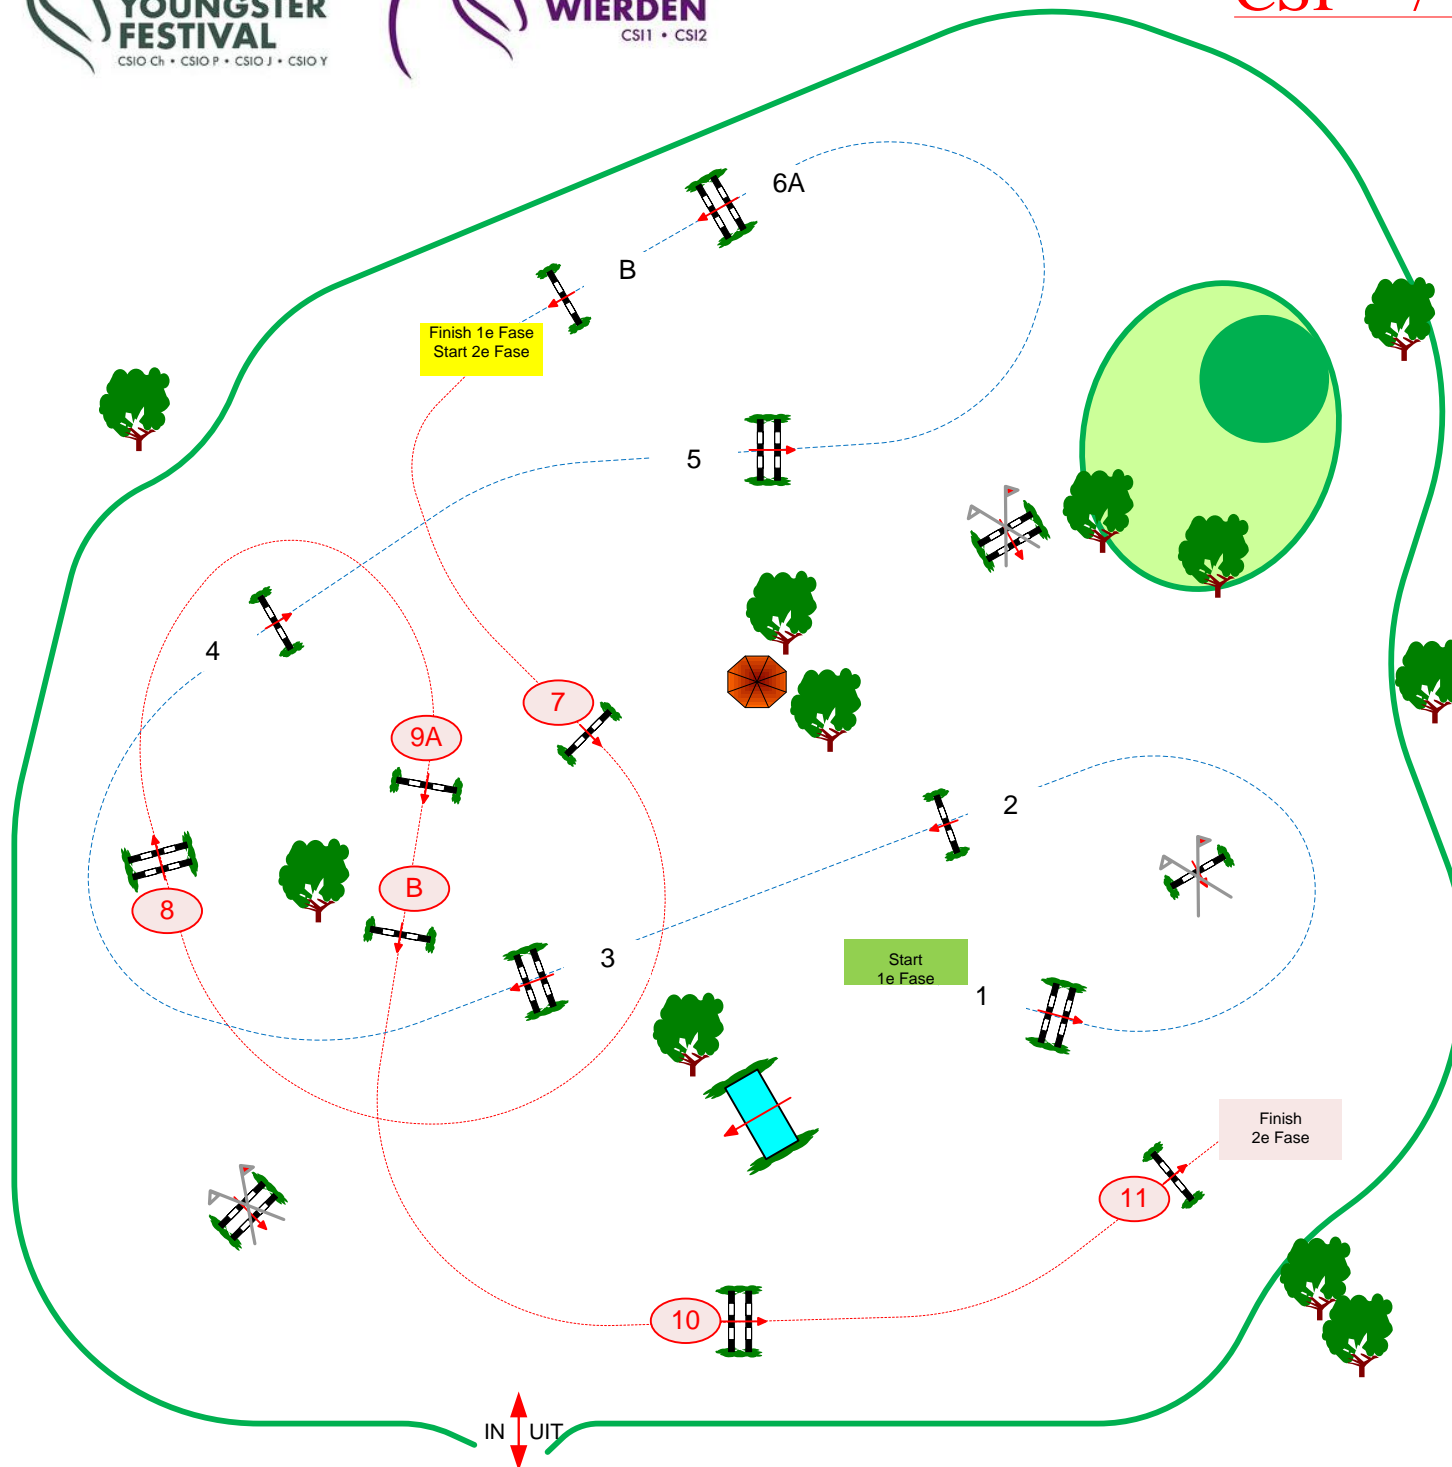 YOUNGSTER
FESTIVAL
CSIO Ch • CSIO P • CSIO J • CSIO Y
WIERDEN
CSI1 • CSI2
6A
B
Finish 1e Fase
Start 2e Fase
5
4
7
9A
2
B
8
3
Start
1e Fase
1
Finish
2e Fase
11
10
IN
UIT